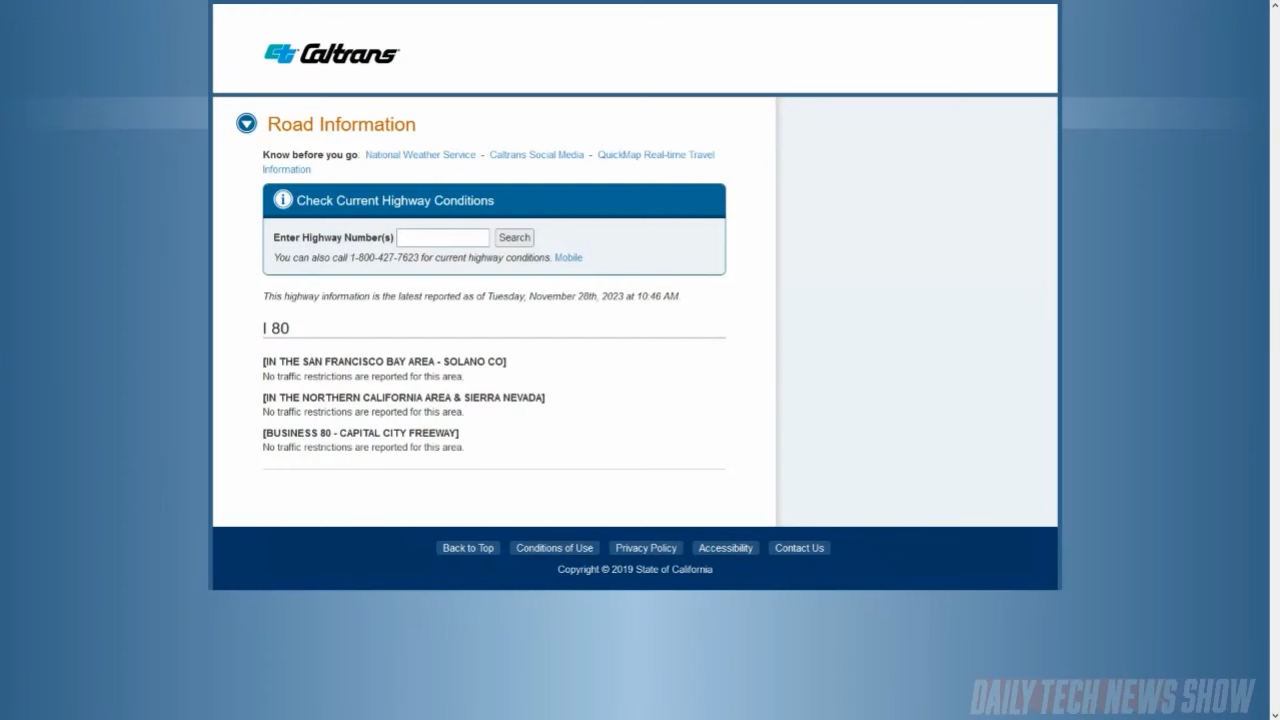 Caltrans
Road Information
Know before you go: National Weather Service - Caltrans Social Media - QuickMap Real-time Travel
Information
i Check Current Highway Conditions
Enter Highway Number(s) Search
You can also call 1-800-427-7623 for current highway conditions. Mobile
This highway information is the latest reported as of Tuesday, November 28th, 2023 at 10:46 AM.
I 80
[IN THE SAN FRANCISCO BAY AREA - SOLANO CO]
No traffic restrictions are reported for this area.
[IN THE NORTHERN CALIFORNIA AREA & SIERRA NEVADA]
No traffic restrictions are reported for this area.
[BUSINESS 80 - CAPITAL CITY FREEWAY]
No traffic restrictions are reported for this area.
Back to Top Conditions of Use Privacy Policy Accessibility Contact Us
Copyright © 2019 State of California
DAILY TECH NEWS SHOW